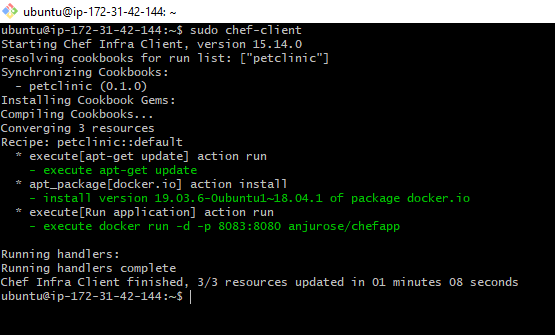 ubuntu@ip-172-31-42-144: ~
ubuntu@ip-172-31-42-144:~$ sudo chef-client
Starting Chef Infra Client, version 15.14.0
resolving cookbooks for run list: ["petclinic"]
Synchronizing Cookbooks:
  - petclinic (0.1.0)
Installing Cookbook Gems:
Compiling Cookbooks...
Converging 3 resources
Recipe: petclinic::default
  * execute[apt-get update] action run
    - execute apt-get update
  * apt_package[docker.io] action install
    - install version 19.03.6-0ubuntu1~18.04.1 of package docker.io
  * execute[Run application] action run
    - execute docker run -d -p 8083:8080 anjurose/chefapp

Running handlers:
Running handlers complete
Chef Infra Client finished, 3/3 resources updated in 01 minutes 08 seconds
ubuntu@ip-172-31-42-144:~$